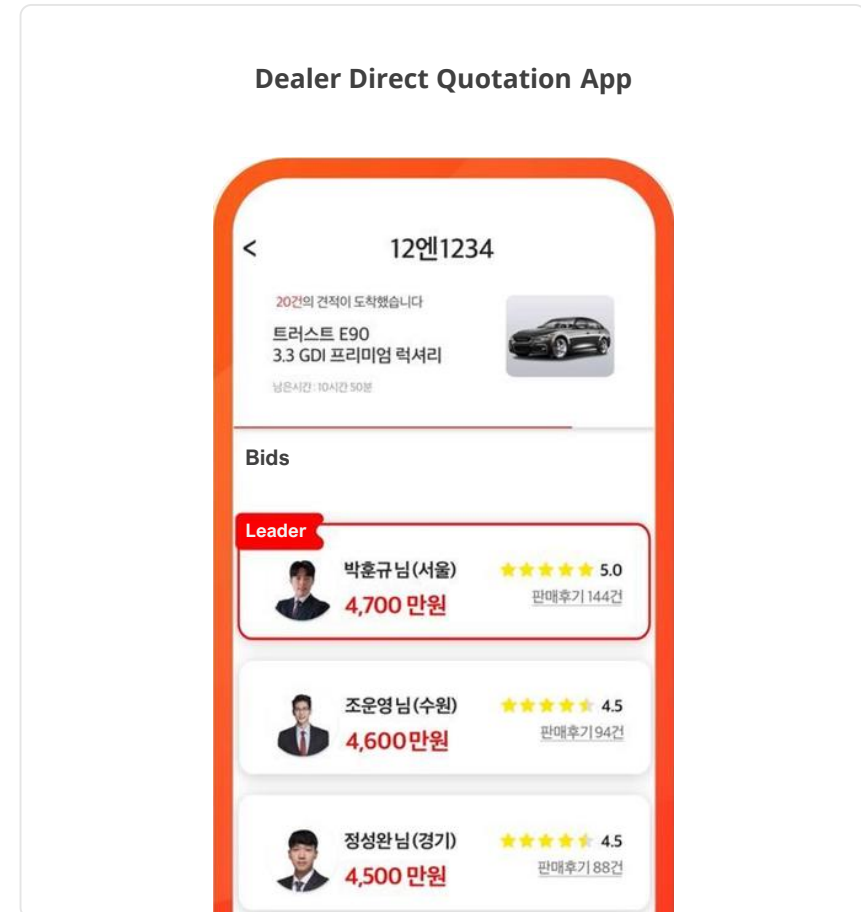 Dealer Direct Quotation App
< 12엔1234
20건의 견적이 도착했습니다
트러스트 E90
3.3 GDI 프리미엄 럭셔리
남은시간 : 10시간 50분
Bids
Leader
박훈규님(서울) 5.0
4,700 만원 판매후기 144건
조운영님(수원) 4.5
4,600만원 판매후기 94건
정성완님(경기) 4.5
4,500 만원 판매후기 88건